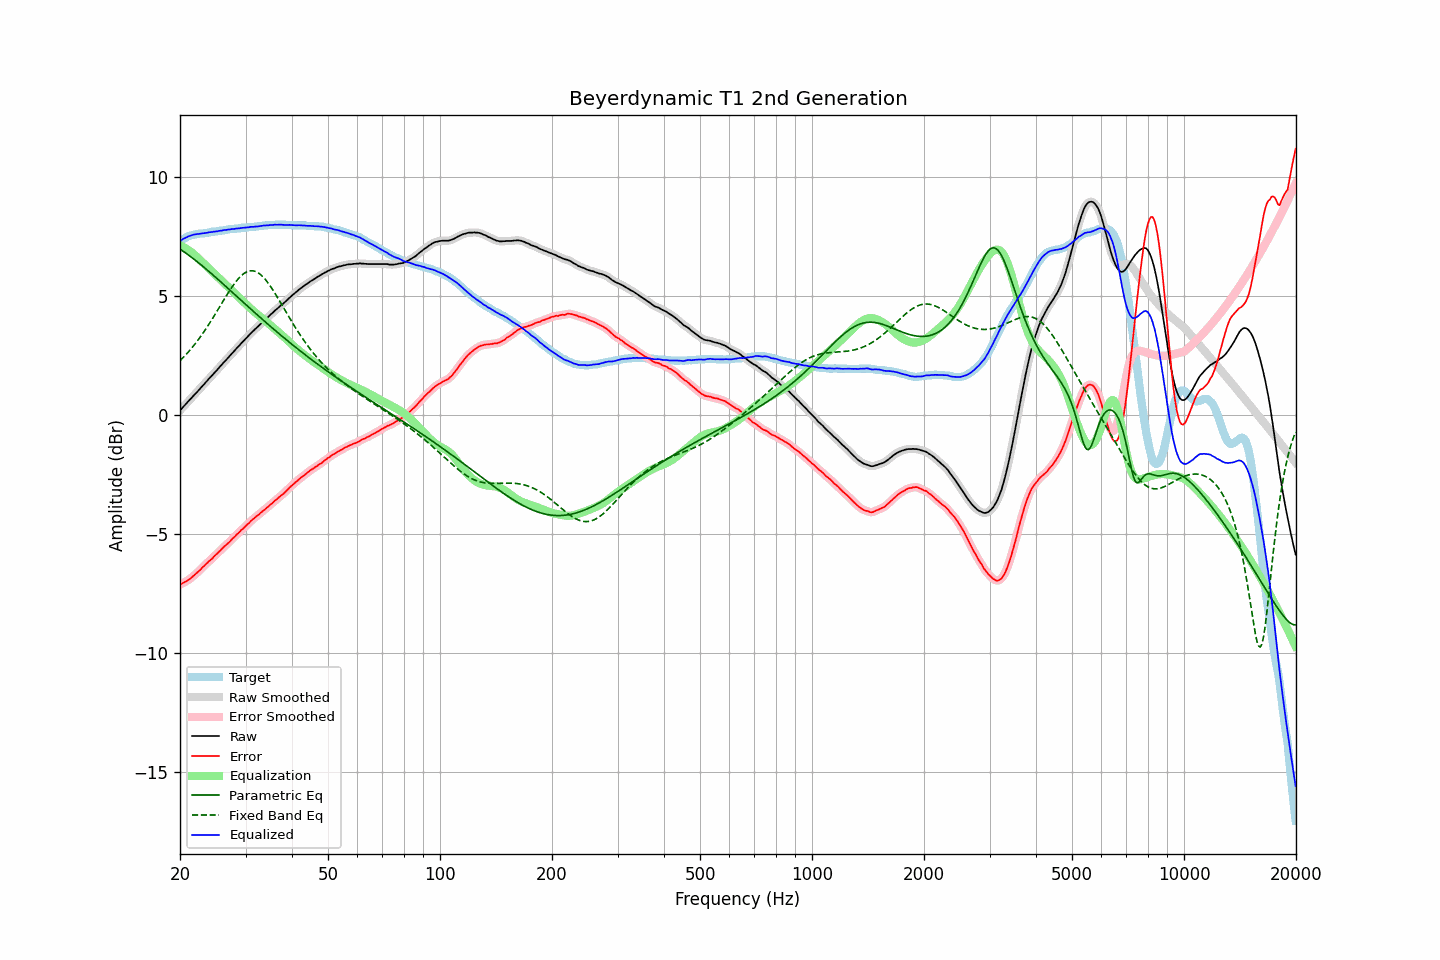 Beyerdynamic T1 2nd Generation
Amplitude (dBr)
10
5
0
−5
−10
−15
Target
Raw Smoothed
Error Smoothed
Raw
Error
Equalization
Parametric Eq
Fixed Band Eq
Equalized
20 50 100 200 500 1000 2000 5000 10000 20000
Frequency (Hz)